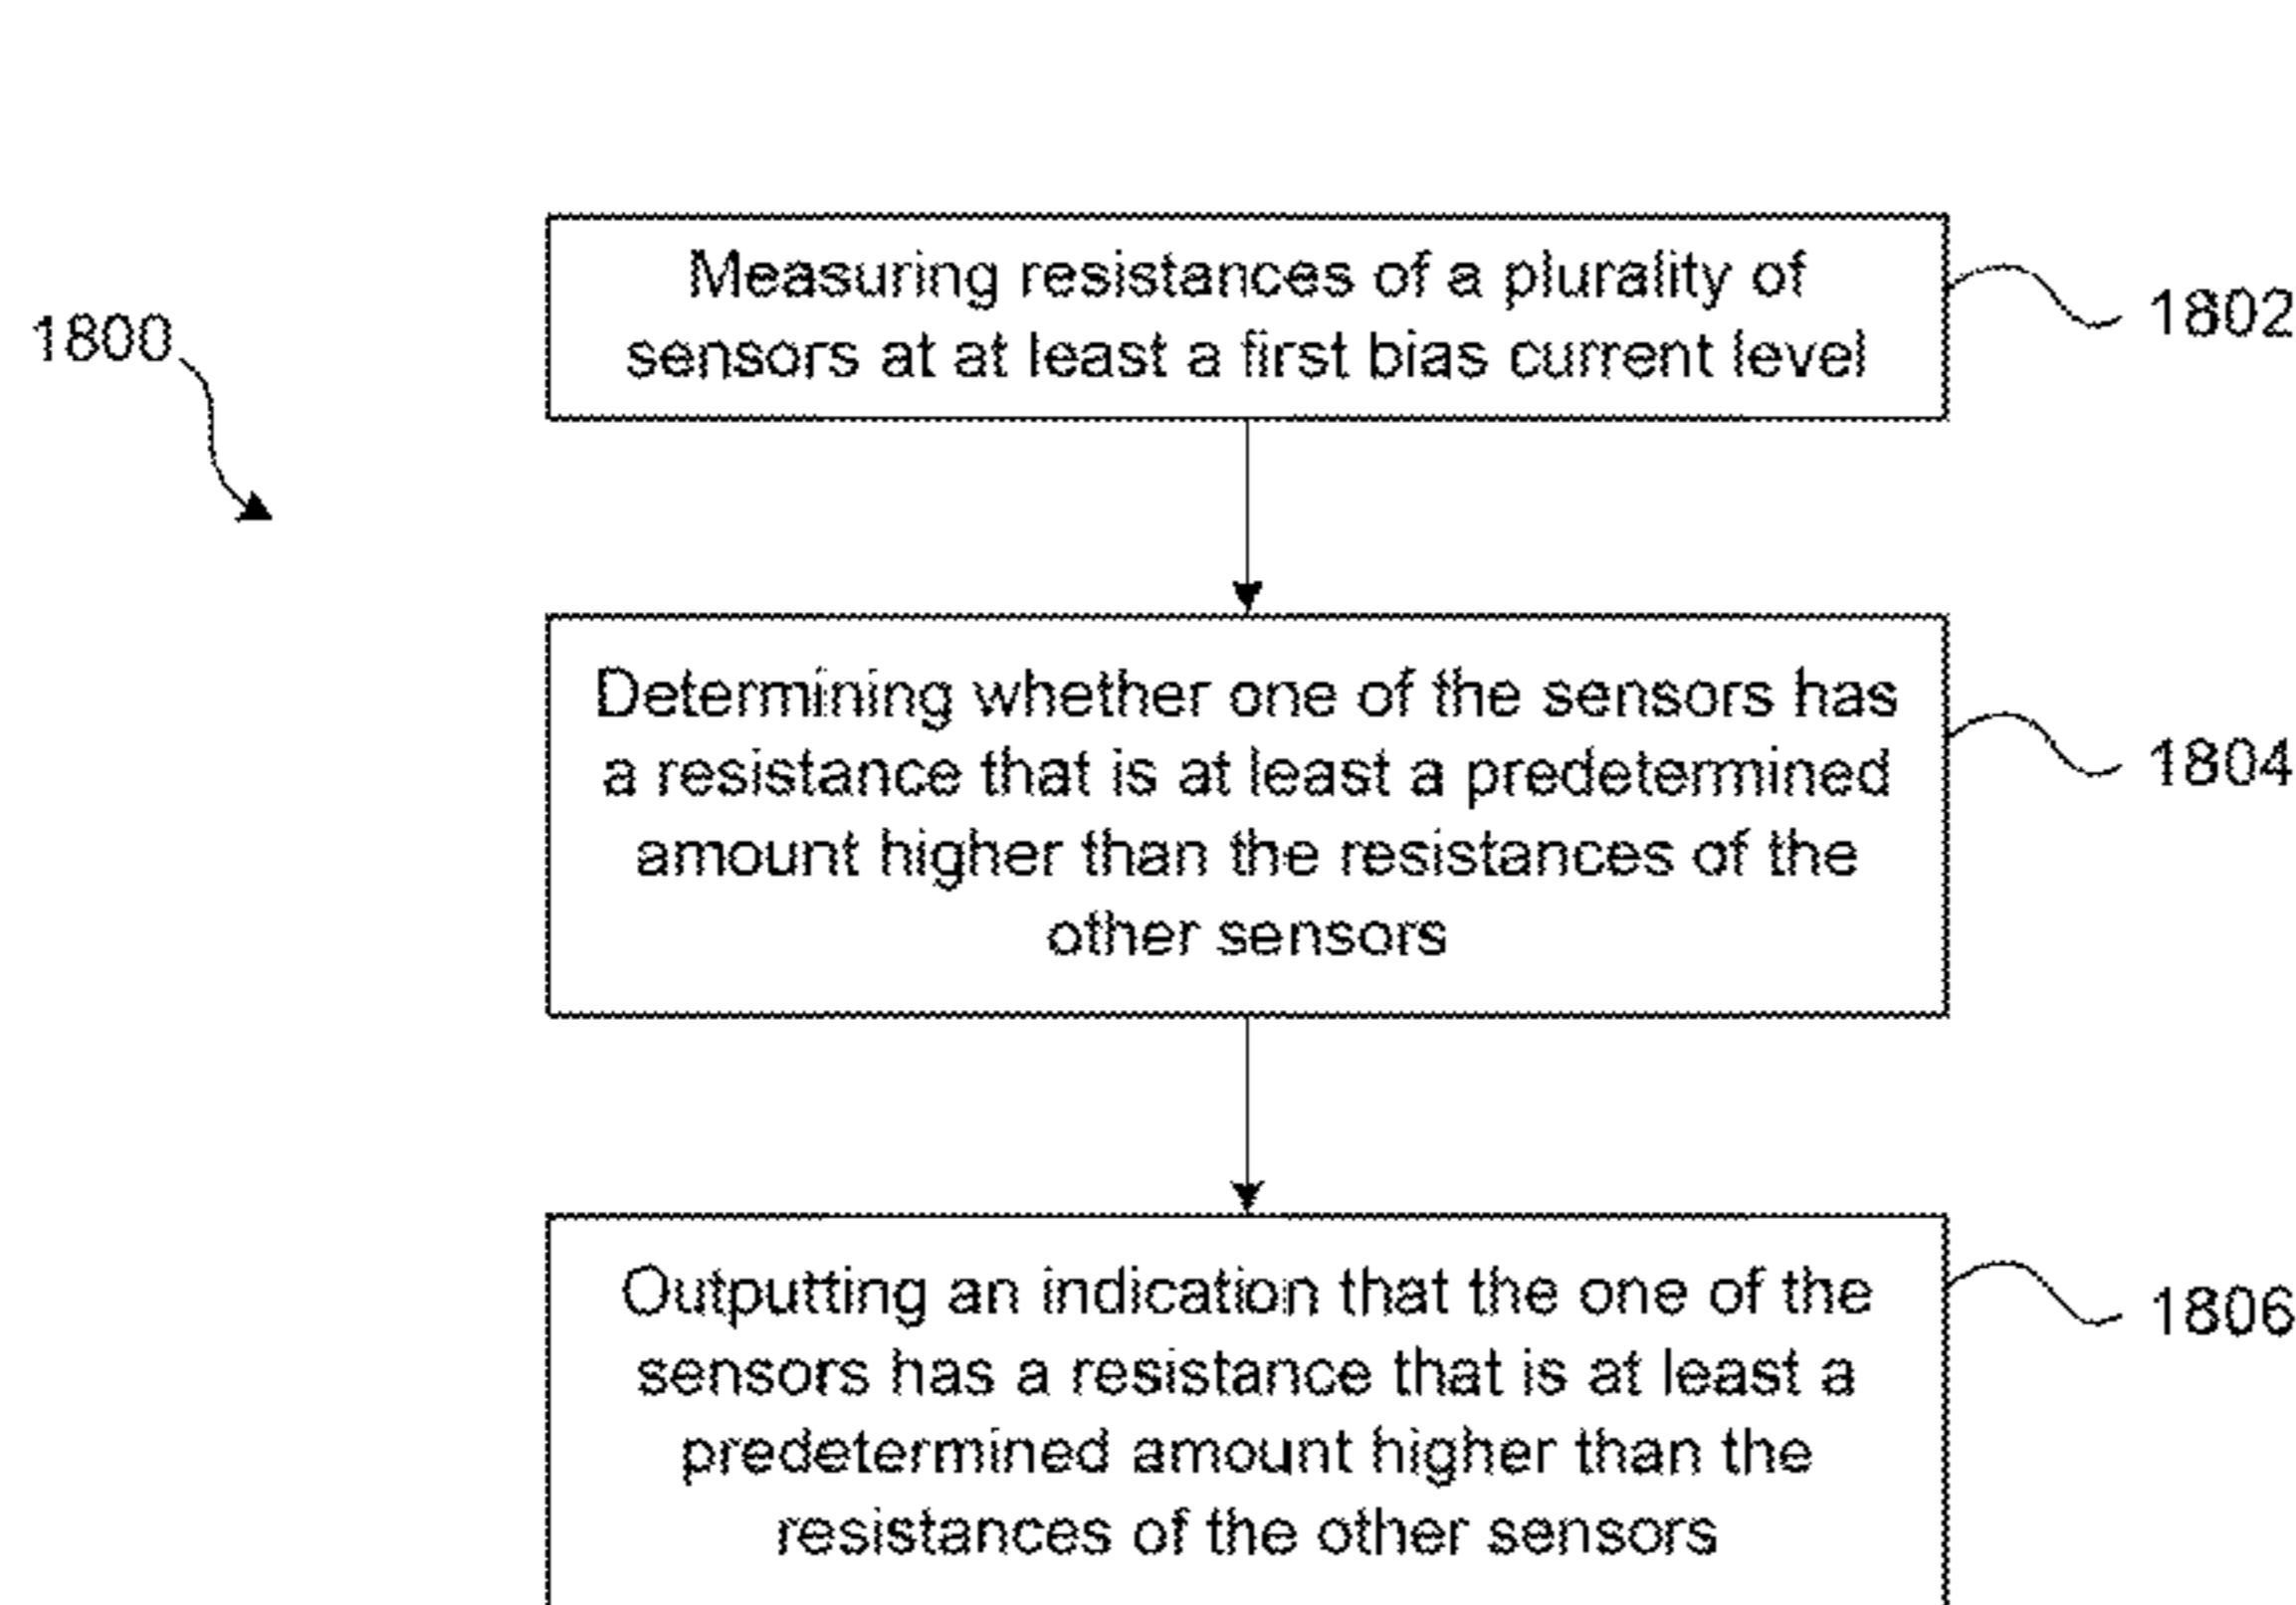 Measuring resistances of a plurality of
sensors at at least a first bias current level
1802
1800
Determining whether one of the sensors has
a resistance that is at least a predetermined
amount higher than the resistances of the
other sensors
1804
Outputting an indication that the one of the
sensors has a resistance that is at least a
predetermined amount higher than the
resistances of the other sensors
1806